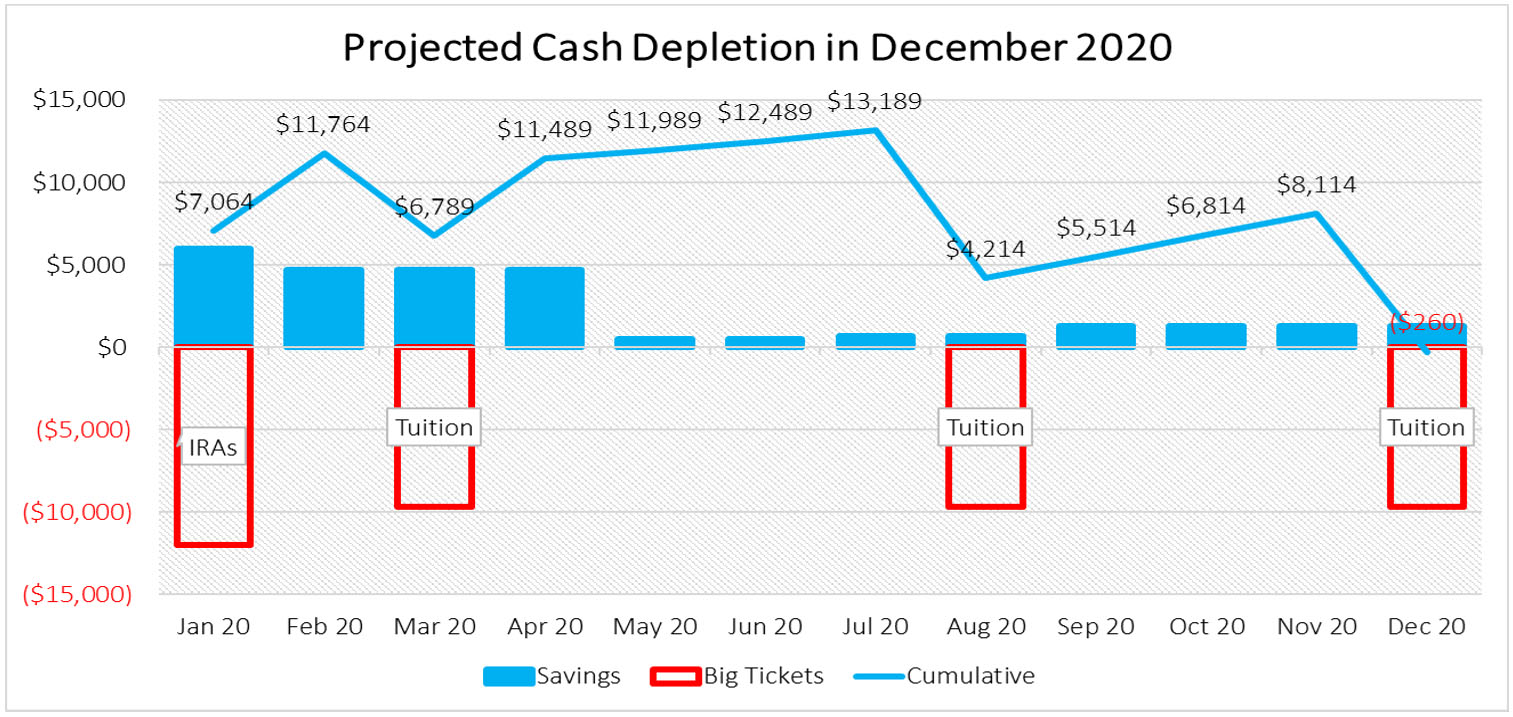 Projected Cash Depletion in December 2020
$15,000
$10,000
$5,000
$0
($5,000)
($10,000)
($15,000)
$7,064
$11,764
$6,789
$11,489
$11,989
$12,489
$13,189
$4,214
$5,514
$6,814
$8,114
($260)
IRAs
Tuition
Tuition
Tuition
Jan 20 Feb 20 Mar 20 Apr 20 May 20 Jun 20 Jul 20 Aug 20 Sep 20 Oct 20 Nov 20 Dec 20
Savings Big Tickets Cumulative